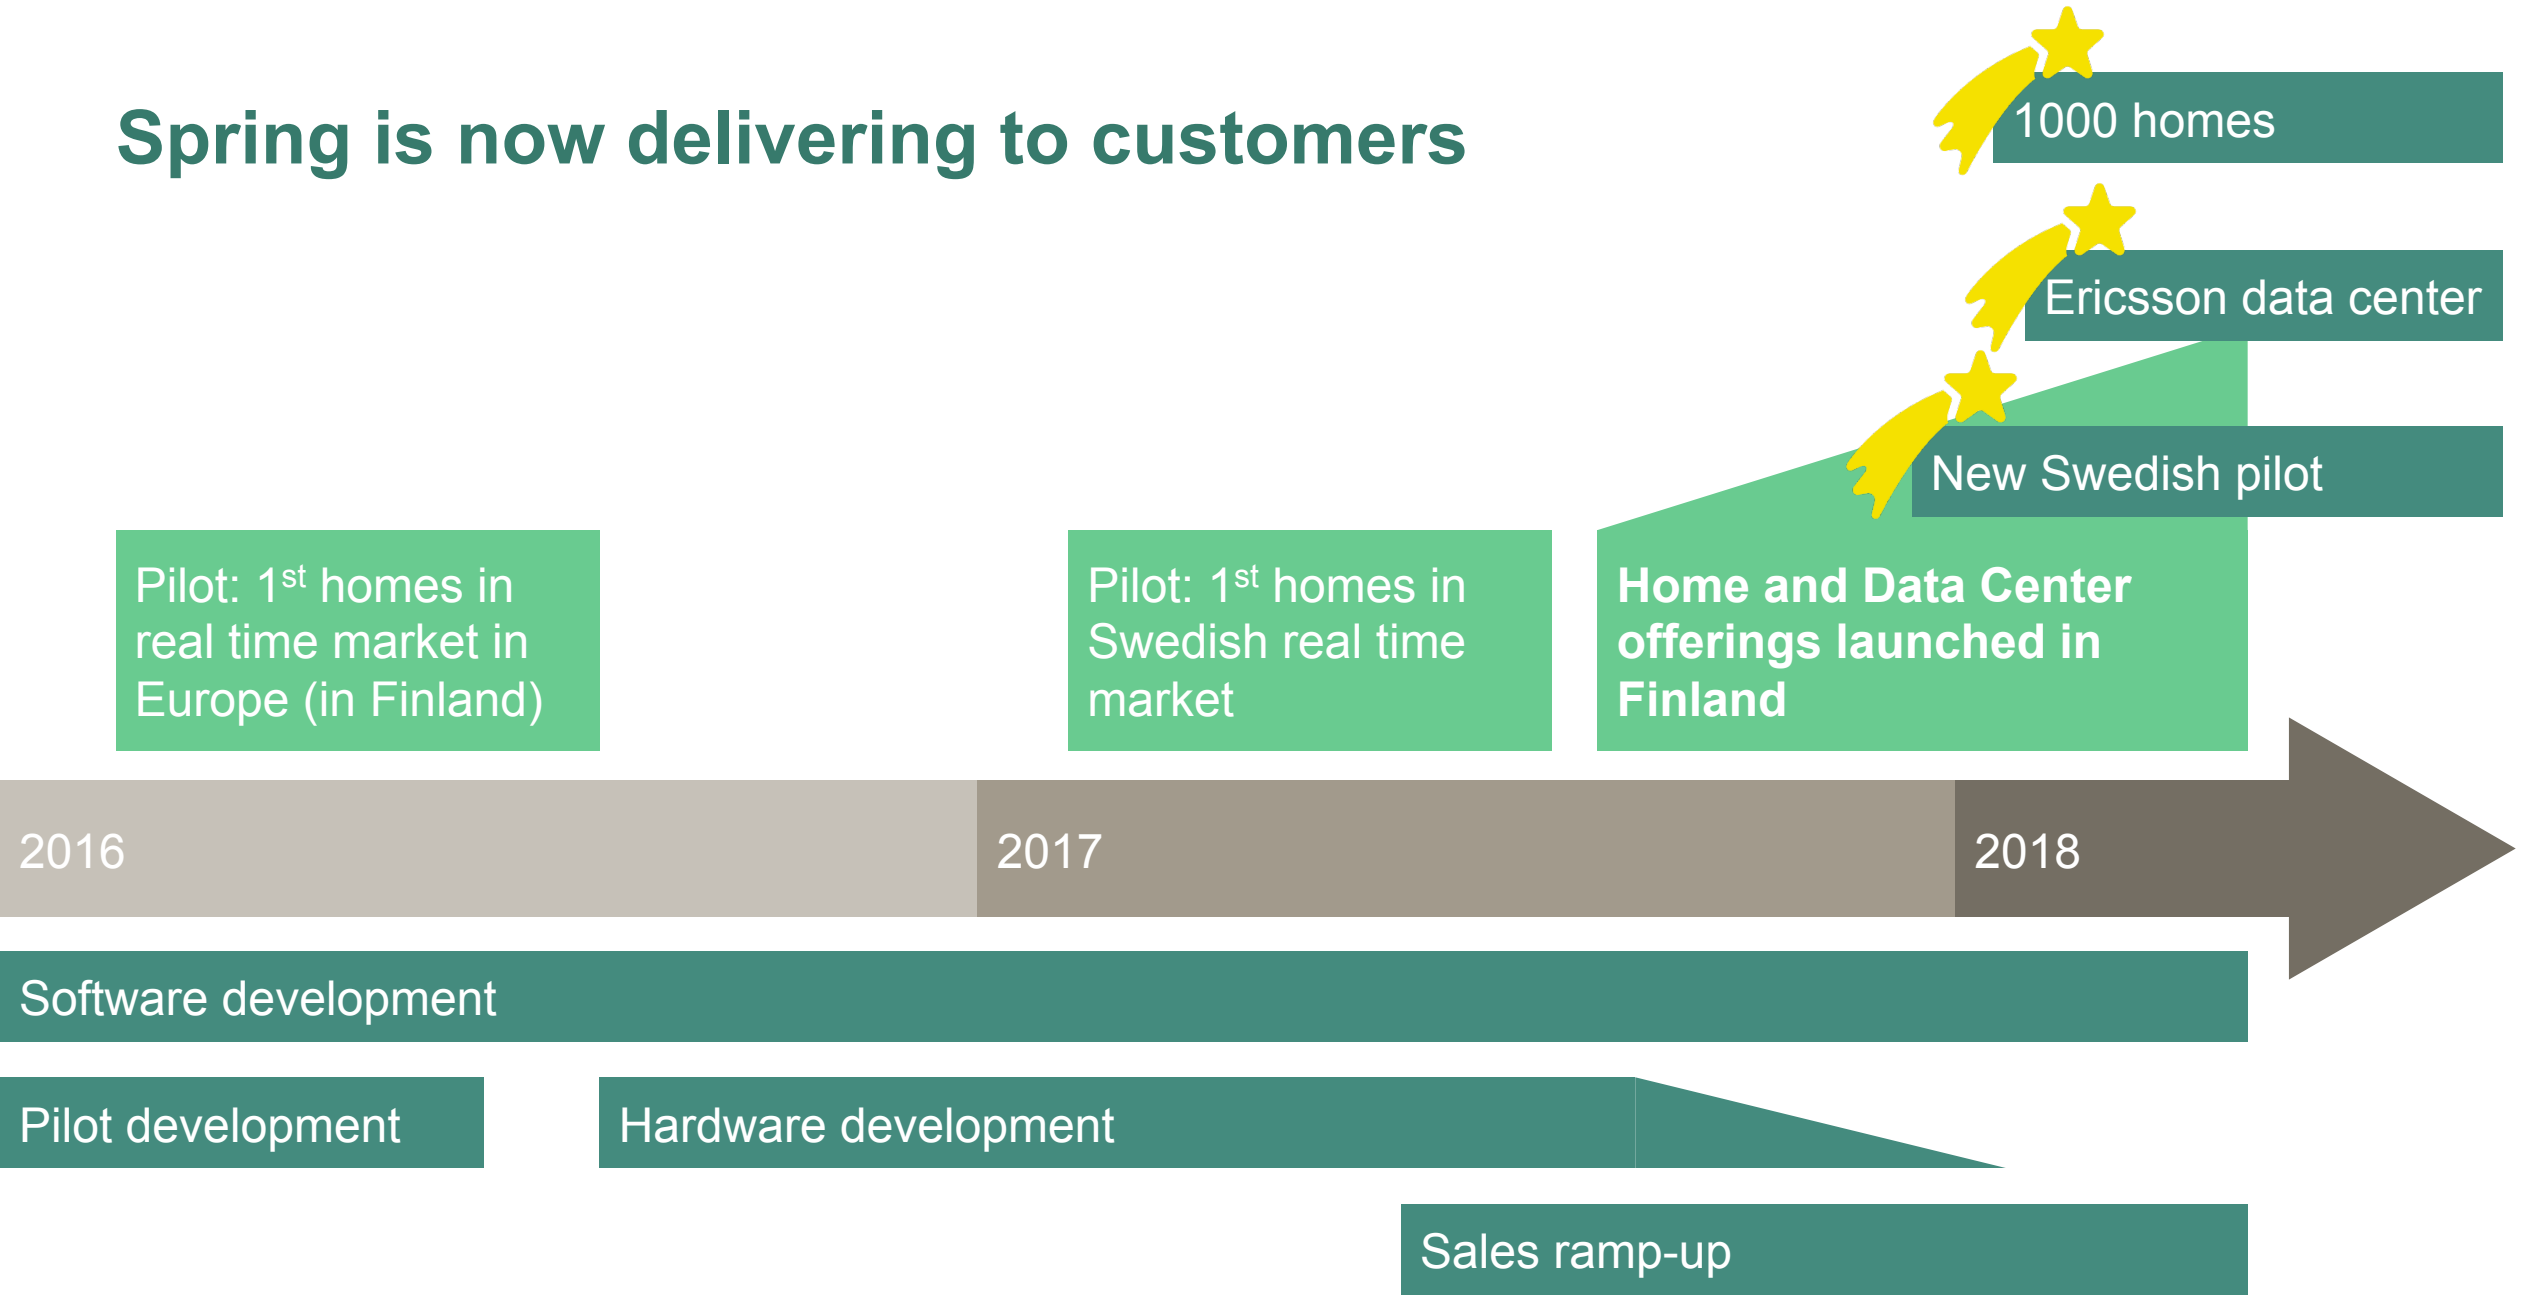 Spring is now delivering to customers
1000 homes
Ericsson data center
New Swedish pilot
Pilot: 1st homes in
real time market in
Europe (in Finland)
Pilot: 1st homes in
Swedish real time
market
Home and Data Center
offerings launched in
Finland
2016
2017
2018
Software development
Pilot development
Hardware development
Sales ramp-up